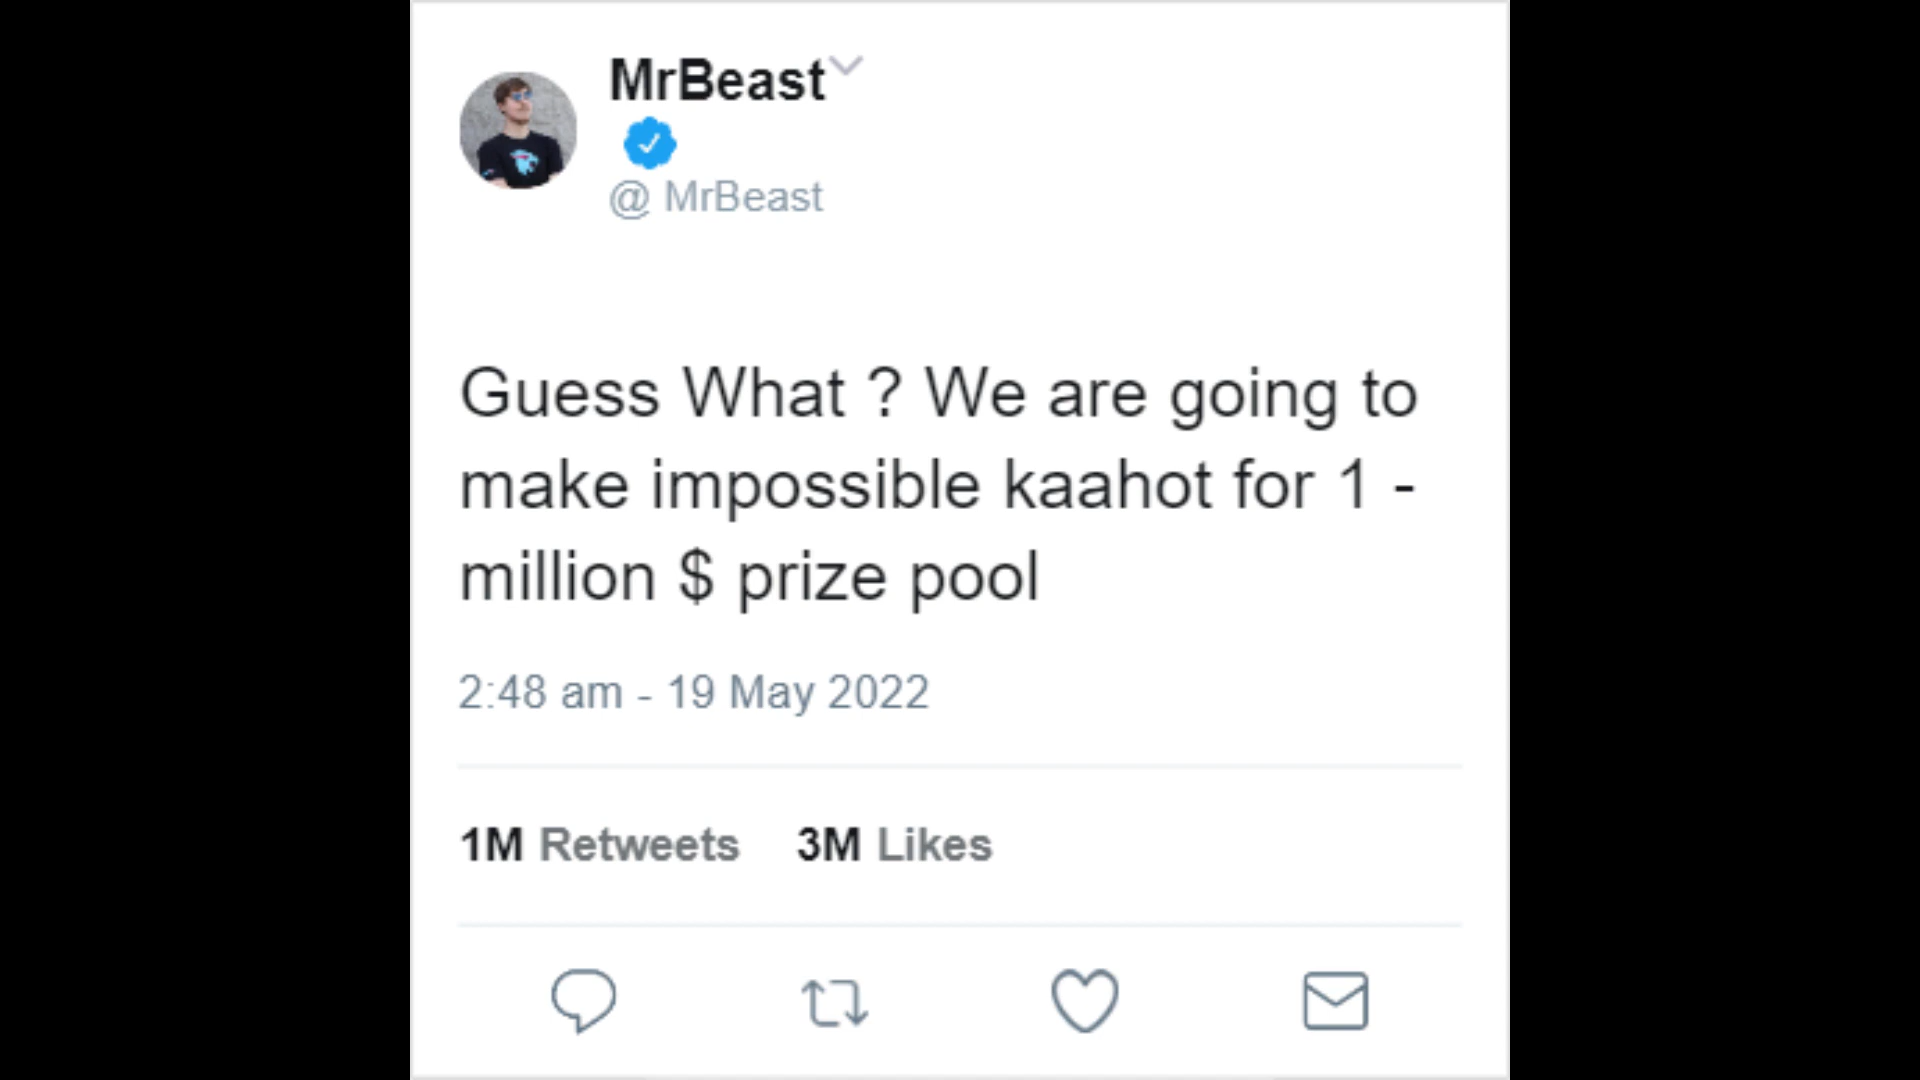 MrBeast
@ MrBeast
Guess What ? We are going to
make impossible kaahot for 1 -
million $ prize pool
2:48 am - 19 May 2022
1M Retweets 3M Likes